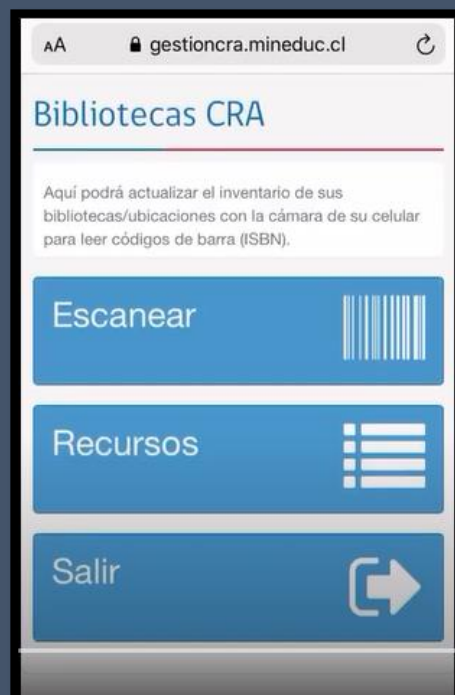 AA gestioncra.mineduc.cl
Bibliotecas CRA
Aquí podrá actualizar el inventario de sus
bibliotecas/ubicaciones con la cámara de su celular
para leer códigos de barra (ISBN).
Escanear
Recursos
Salir